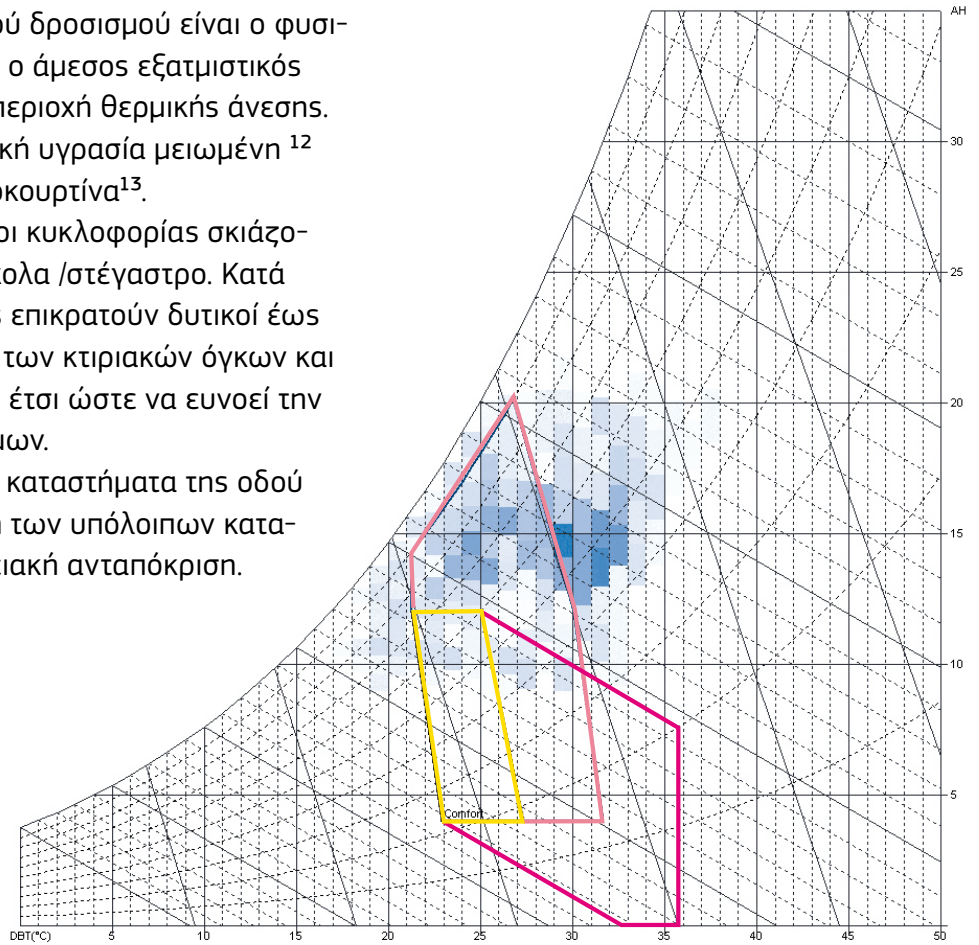 ού δροσισμού είναι ο φυσι-
ο άμεσος εξατμιστικός
περιοχή θερμικής άνεσης.
κή υγρασία μειωμένη ¹²
οκουρτίνα¹³.
οι κυκλοφορίας σκιάζο-
κολα /στέγαστρο. Κατά
ς επικρατούν δυτικοί έως
των κτιριακών όγκων και
έτσι ώστε να ευνοεί την
μων.
καταστήματα της οδού
η των υπόλοιπων κατα-
ειακή ανταπόκριση.
AH
30
25
20
15
10
5
Comfort
DBT(°C) 5 10 15 20 25 30 35 40 45 50